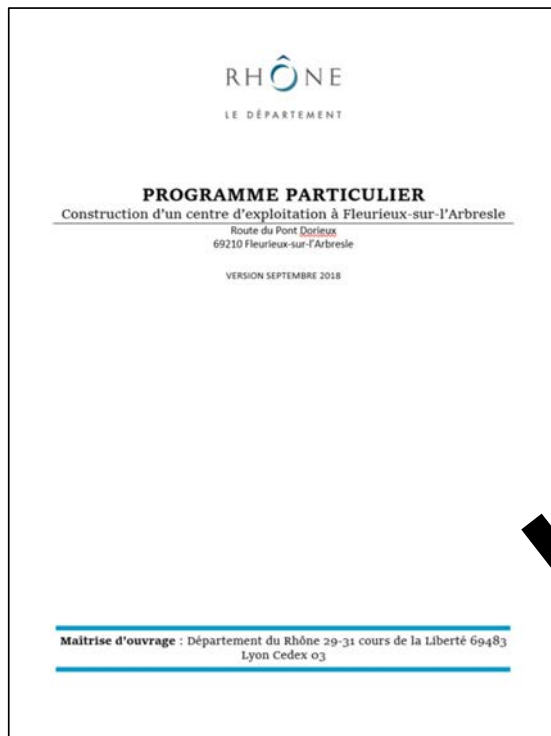 RHÔNE
LE DÉPARTEMENT
PROGRAMME PARTICULIER
Construction d'un centre d'exploitation à Fleurieux-sur-l'Arbresle
Route du Pont Dorieux
69210 Fleurieux-sur-l'Arbresle
VERSION SEPTEMBRE 2018
Maîtrise d'ouvrage : Département du Rhône 29-31 cours de la Liberté 69483
Lyon Cedex 03